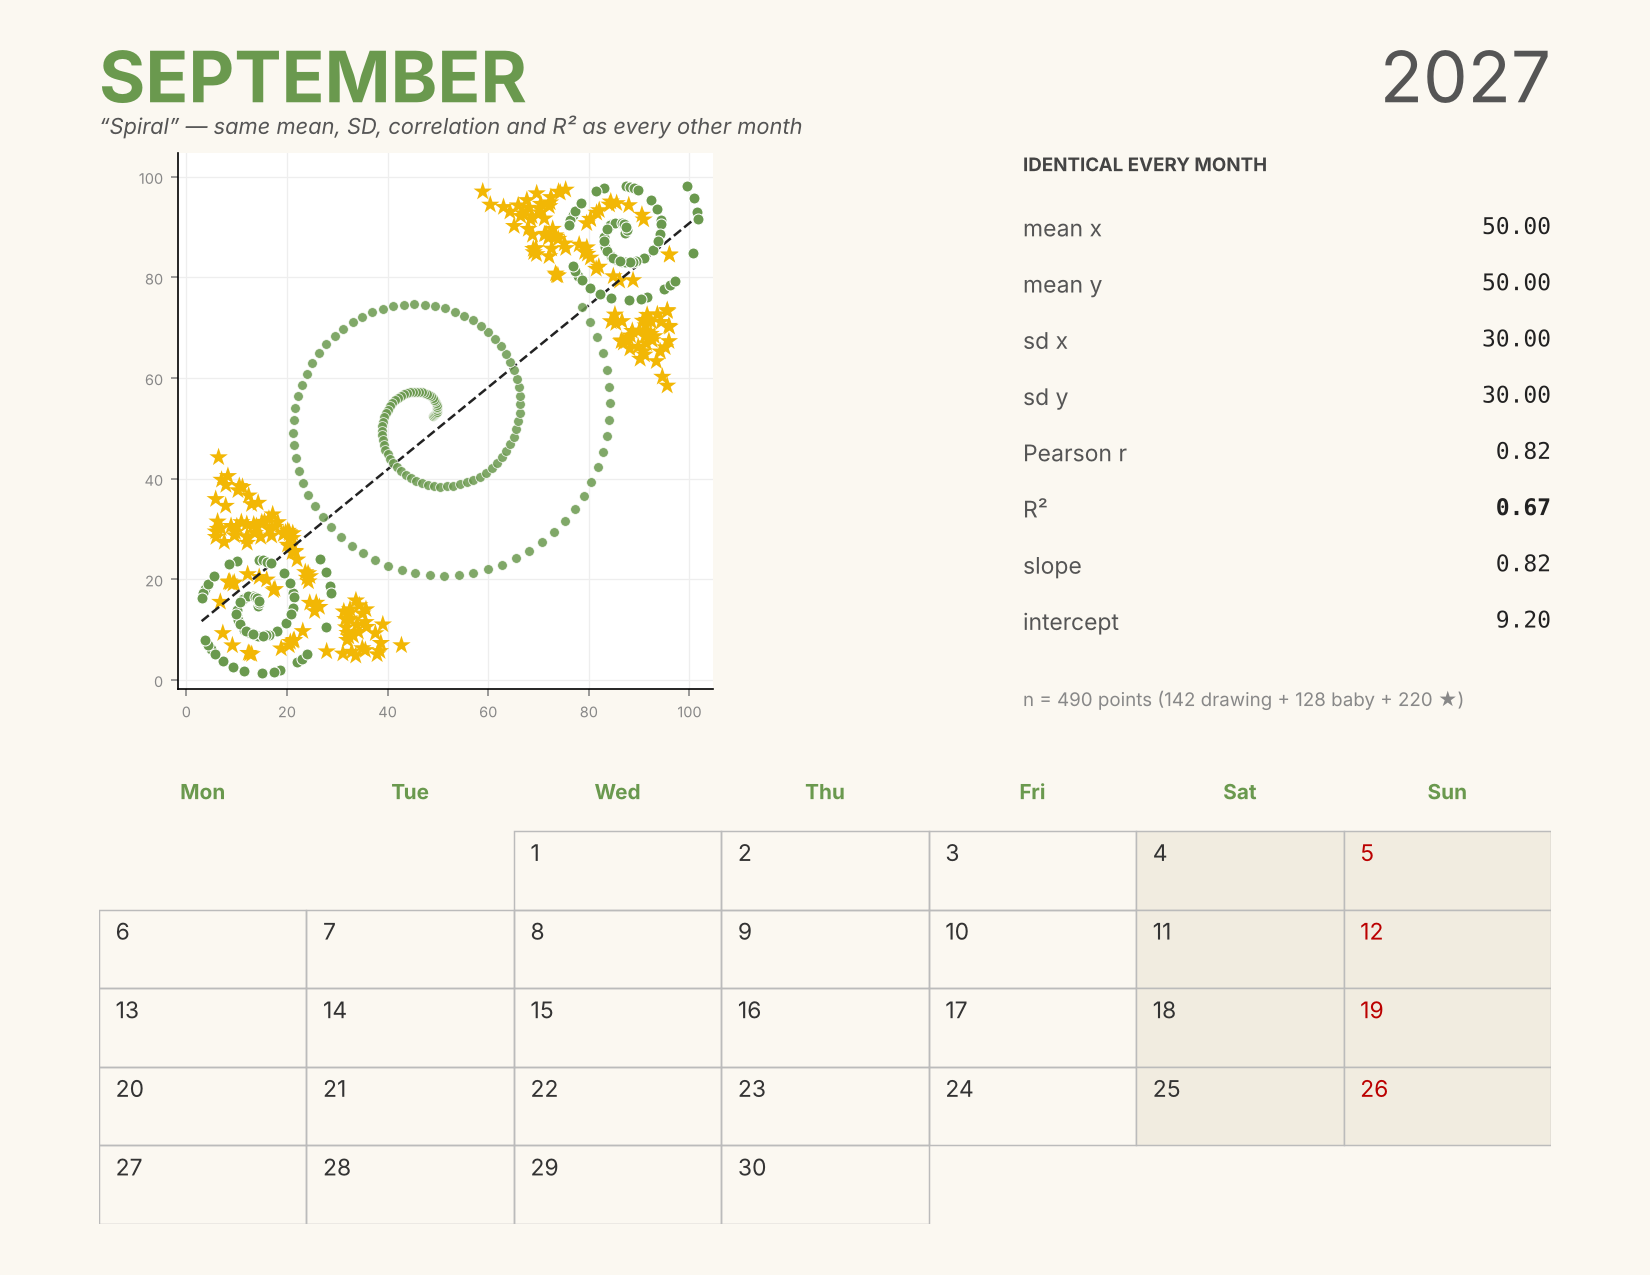 SEPTEMBER 2027
“Spiral” — same mean, SD, correlation and R² as every other month
100
80
60
40
20
0
0 20 40 60 80 100
IDENTICAL EVERY MONTH
mean x 50.00
mean y 50.00
sd x 30.00
sd y 30.00
Pearson r 0.82
R² 0.67
slope 0.82
intercept 9.20
n = 490 points (142 drawing + 128 baby + 220 ★)
Mon Tue Wed Thu Fri Sat Sun
1 2 3 4 5
6 7 8 9 10 11 12
13 14 15 16 17 18 19
20 21 22 23 24 25 26
27 28 29 30